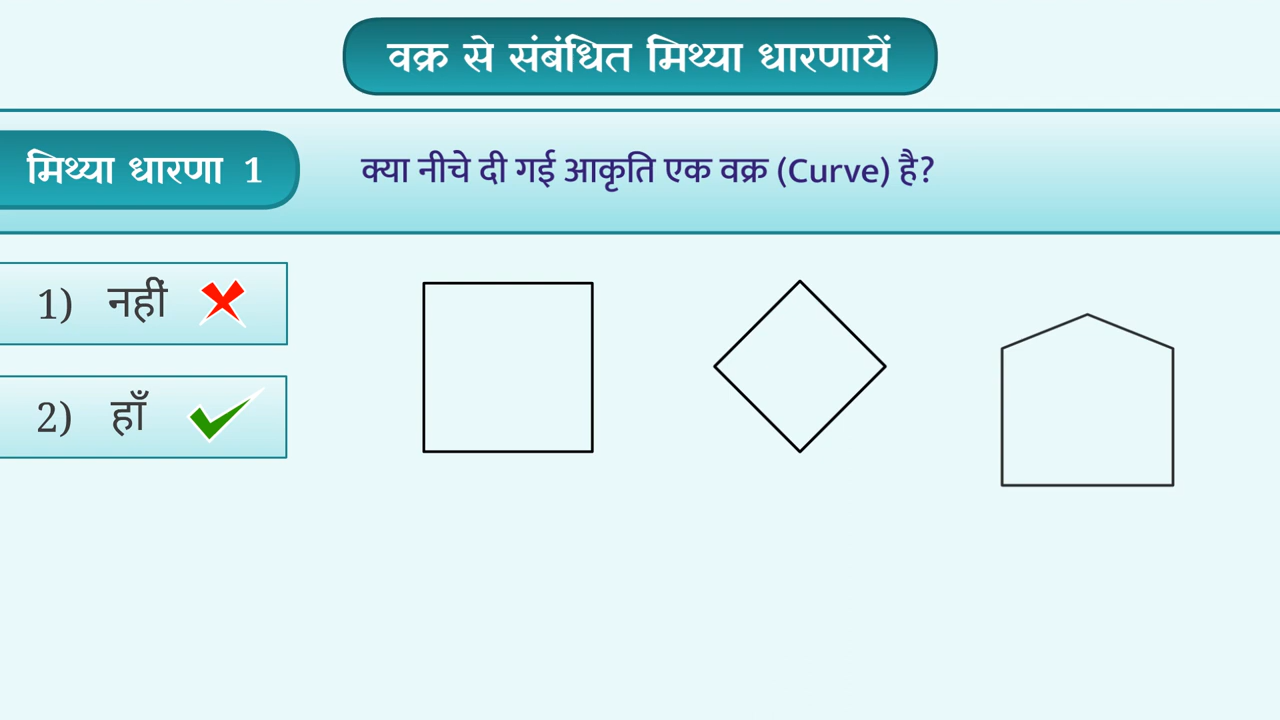 वक्र से संबंधित मिथ्या धारणायें
मिथ्या धारणा 1
क्या नीचे दी गई आकृति एक वक्र (Curve) है?
1) नहीं
2) हाँ